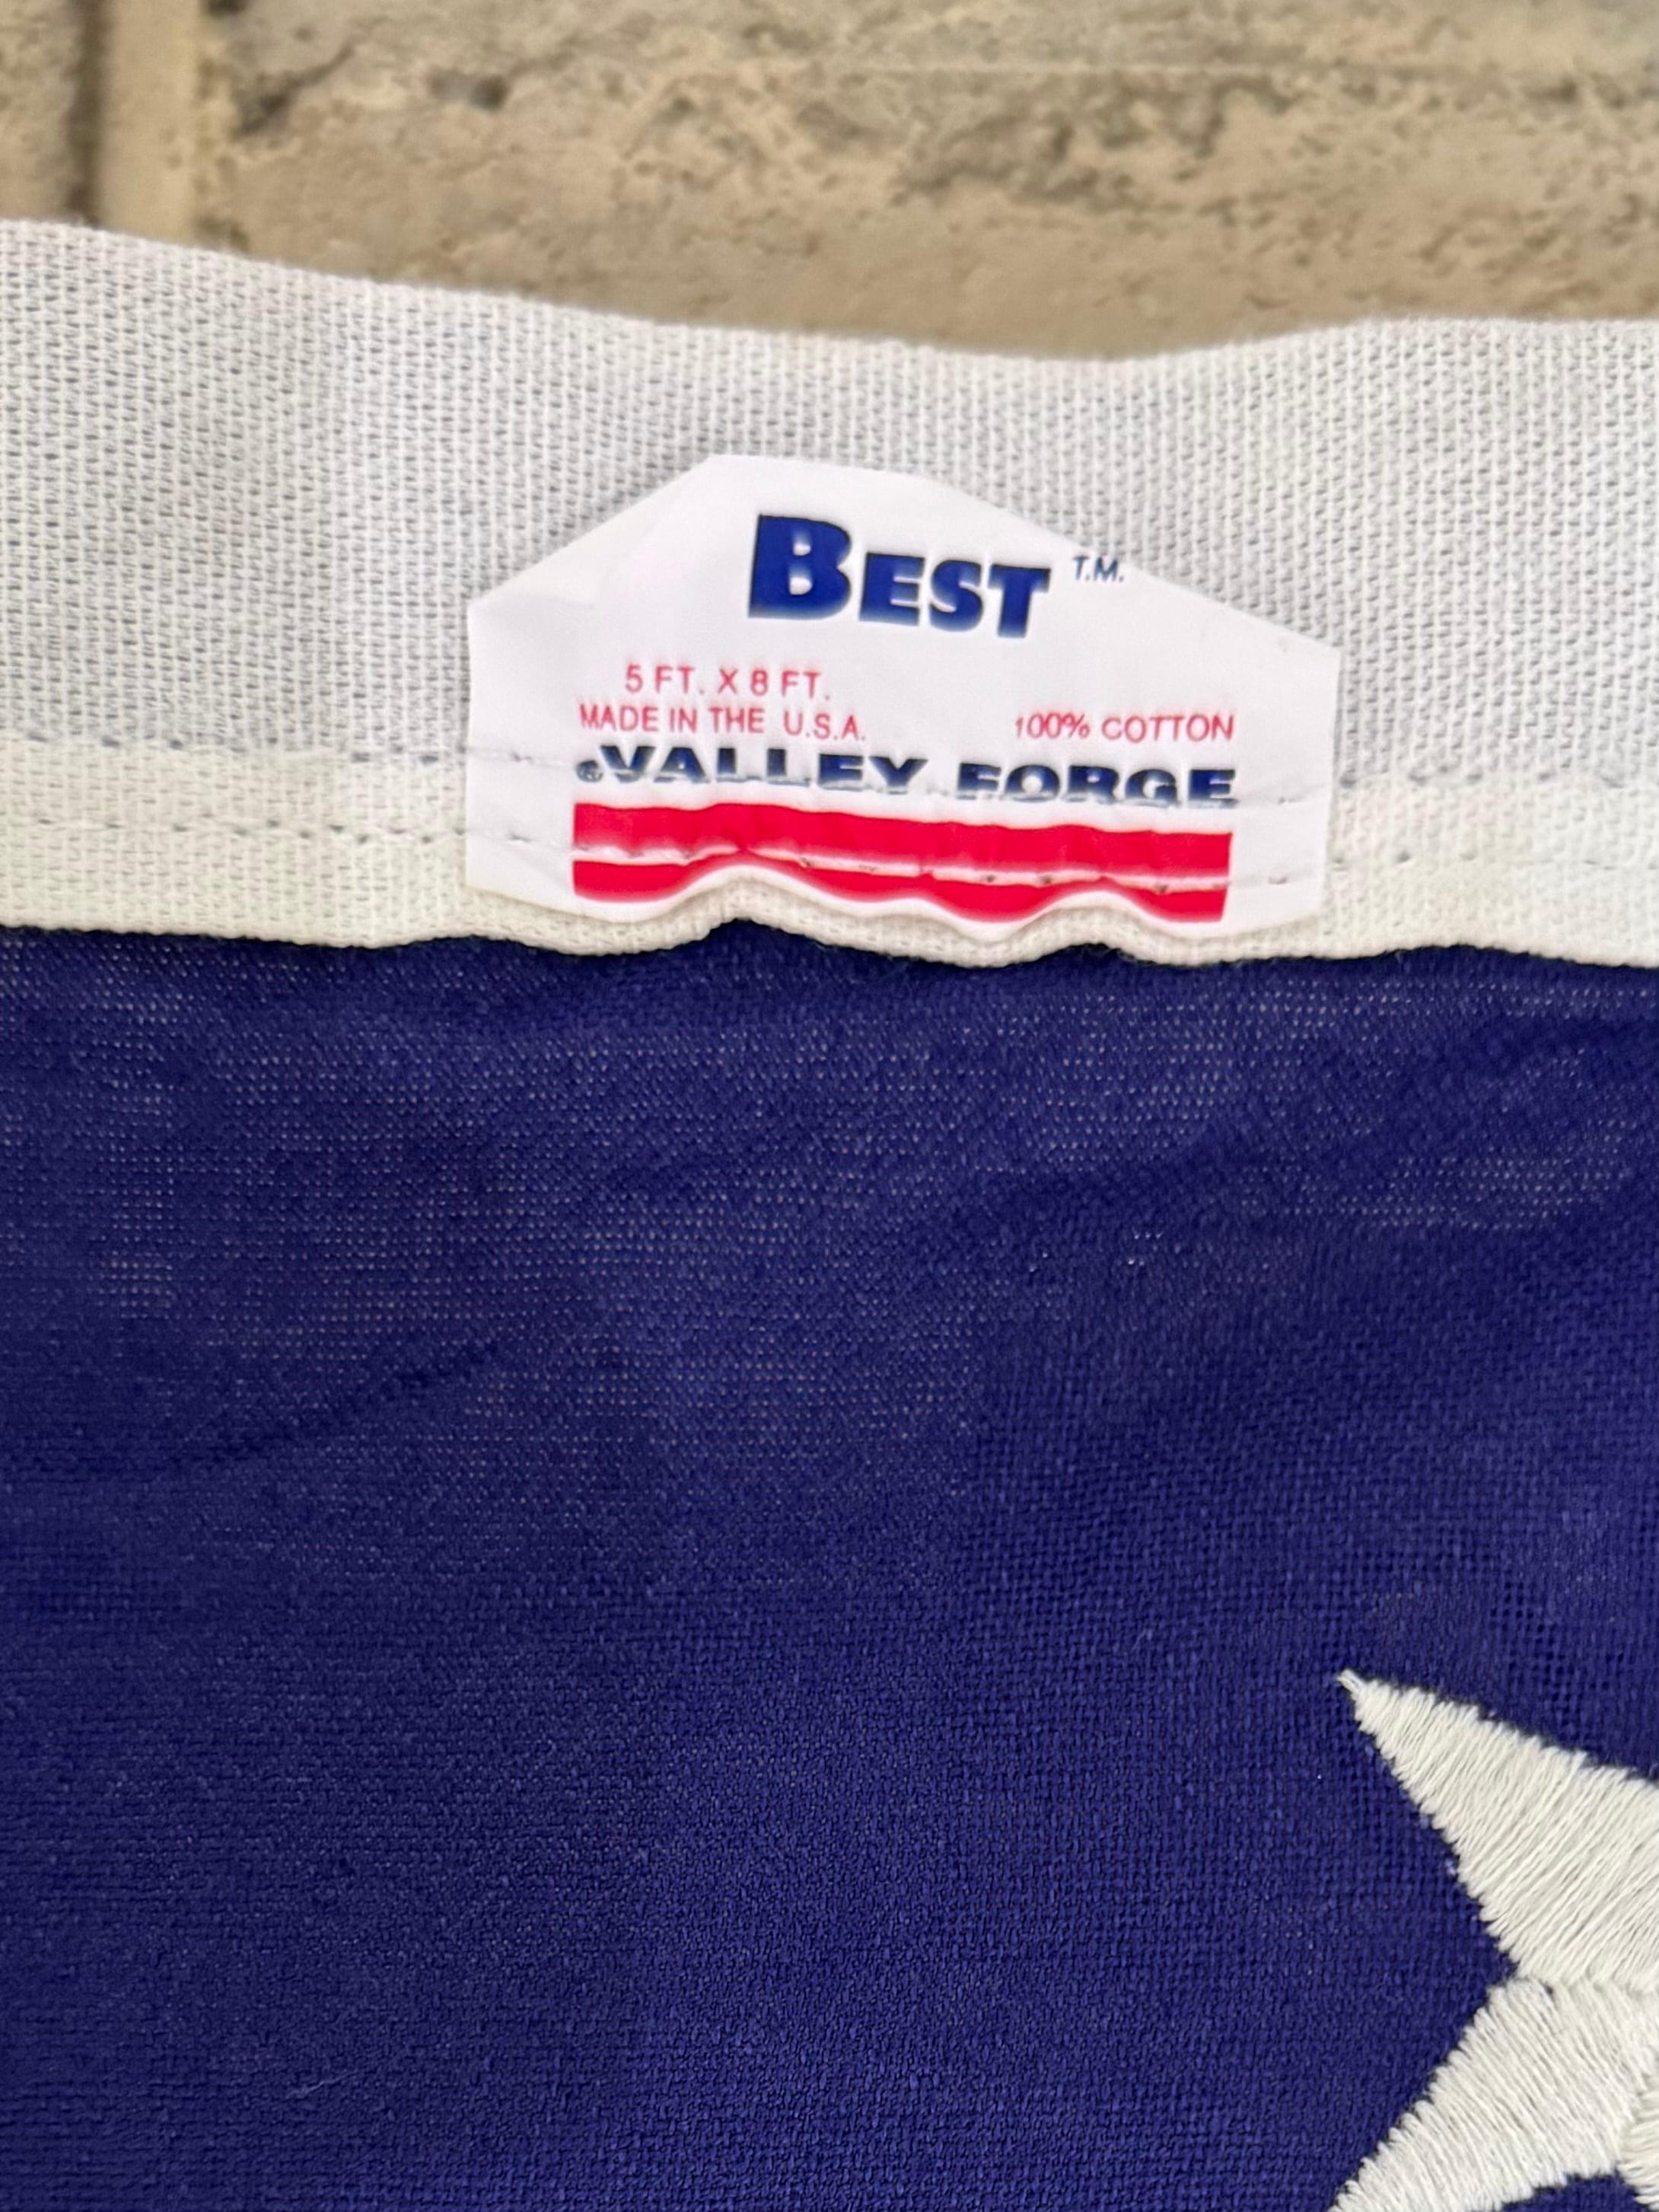 BEST T.M.
5 FT. X 8 FT.
MADE IN THE U.S.A. 100% COTTON
® VALLEY FORGE